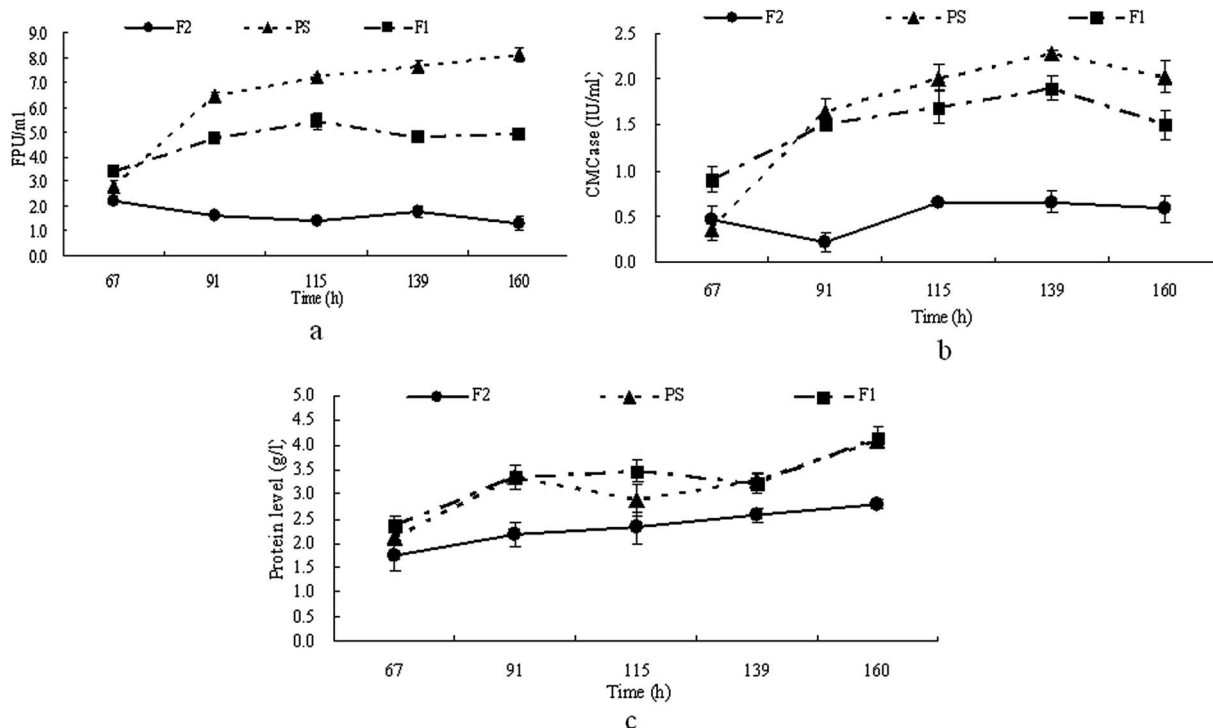 F2 PS F1
9.0
8.0
7.0
6.0
5.0
4.0
3.0
2.0
1.0
0.0
FPU/ml
67 91 115 139 160
Time (h)
a
F2 PS F1
2.5
2.0
1.5
1.0
0.5
0.0
CMCase (IU/ml)
67 91 115 139 160
Time (h)
b
F2 PS F1
5.0
4.5
4.0
3.5
3.0
2.5
2.0
1.5
1.0
0.5
0.0
Protein level (g/l)
67 91 115 139 160
Time (h)
c